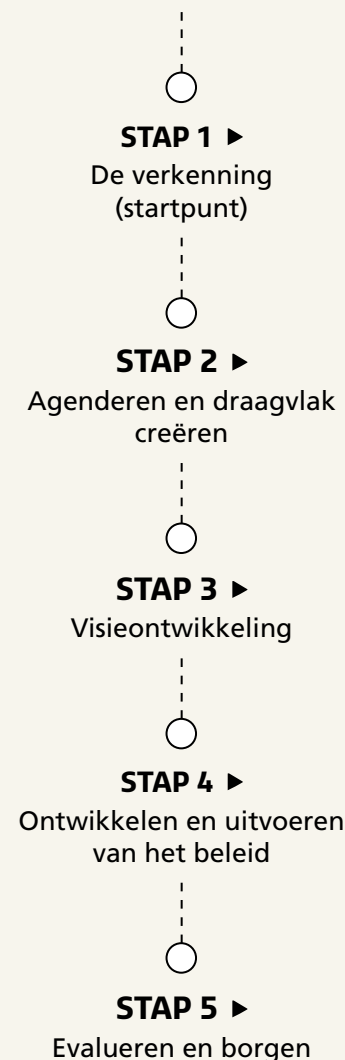 STAP 1 ▶
De verkenning
(startpunt)
STAP 2 ▶
Agenderen en draagvlak
creëren
STAP 3 ▶
Visieontwikkeling
STAP 4 ▶
Ontwikkelen en uitvoeren
van het beleid
STAP 5 ▶
Evalueren en borgen